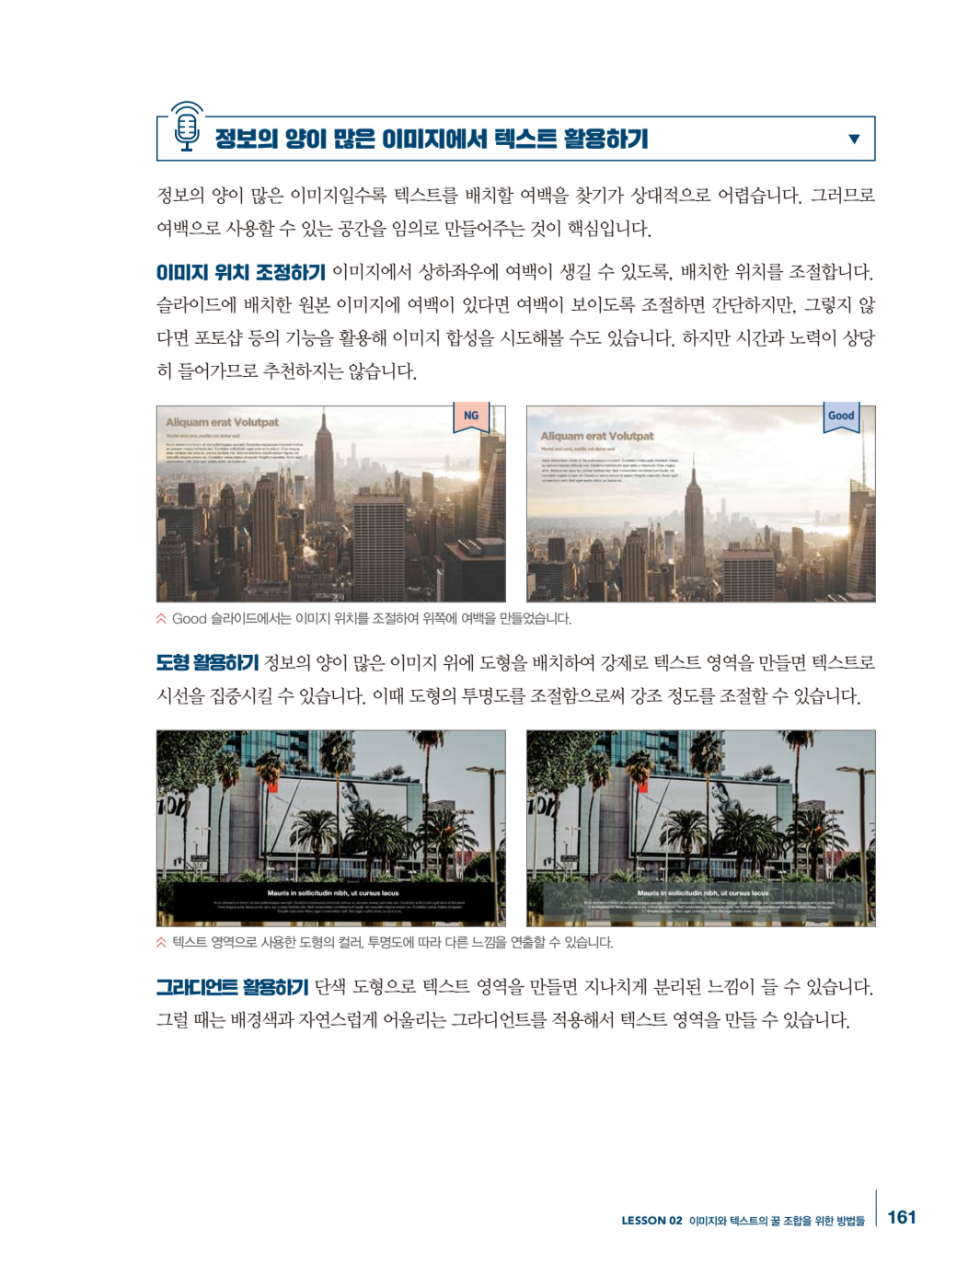 정보의 양이 많은 이미지에서 텍스트 활용하기
정보의 양이 많은 이미지일수록 텍스트를 배치할 여백을 찾기가 상대적으로 어렵습니다. 그러므로
여백으로 사용할 수 있는 공간을 임의로 만들어주는 것이 핵심입니다.
이미지 위치 조정하기 이미지에서 상하좌우에 여백이 생길 수 있도록, 배치한 위치를 조절합니다.
슬라이드에 배치한 원본 이미지에 여백이 있다면 여백이 보이도록 조절하면 간단하지만, 그렇지 않
다면 포토샵 등의 기능을 활용해 이미지 합성을 시도해볼 수도 있습니다. 하지만 시간과 노력이 상당
히 들어가므로 추천하지는 않습니다.
NG
Aliquam erat Volutpat
Morbi sed orci, mollis vel dolor sed
Good
Aliquam erat Volutpat
Morbi sed orci, mollis vel dolor sed
Good 슬라이드에서는 이미지 위치를 조절하여 위쪽에 여백을 만들었습니다.
도형 활용하기 정보의 양이 많은 이미지 위에 도형을 배치하여 강제로 텍스트 영역을 만들면 텍스트로
시선을 집중시킬 수 있습니다. 이때 도형의 투명도를 조절함으로써 강조 정도를 조절할 수 있습니다.
Mauris in sollicitudin nibh, ut cursus lacus
Mauris in sollicitudin nibh, ut cursus lacus
텍스트 영역으로 사용한 도형의 컬러, 투명도에 따라 다른 느낌을 연출할 수 있습니다.
그라디언트 활용하기 단색 도형으로 텍스트 영역을 만들면 지나치게 분리된 느낌이 들 수 있습니다.
그럴 때는 배경색과 자연스럽게 어울리는 그라디언트를 적용해서 텍스트 영역을 만들 수 있습니다.
LESSON 02 이미지와 텍스트의 꿀 조합을 위한 방법들 161